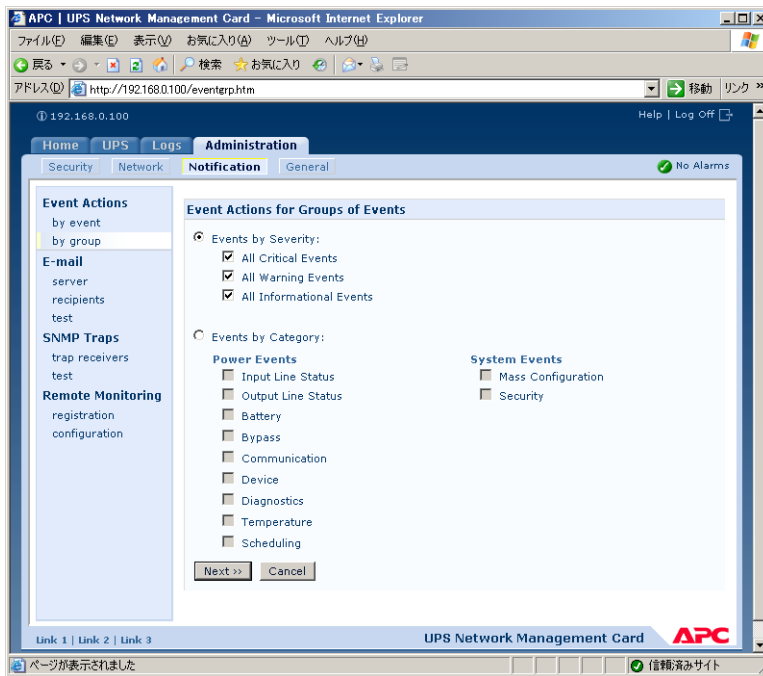 APC | UPS Network Management Card - Microsoft Internet Explorer
ファイル(F) 編集(E) 表示(V) お気に入り(A) ツール(T) ヘルプ(H)
戻る 検索 お気に入り
アドレス(D) http://192.168.0.100/eventgrp.htm 移動 リンク »
192.168.0.100 Help | Log Off
Home UPS Logs Administration
Security Network Notification General No Alarms
Event Actions
by event
by group
E-mail
server
recipients
test
SNMP Traps
trap receivers
test
Remote Monitoring
registration
configuration
Event Actions for Groups of Events
Events by Severity:
All Critical Events
All Warning Events
All Informational Events
Events by Category:
Power Events
Input Line Status
Output Line Status
Battery
Bypass
Communication
Device
Diagnostics
Temperature
Scheduling
System Events
Mass Configuration
Security
Next >> Cancel
Link 1 | Link 2 | Link 3 UPS Network Management Card APC
ページが表示されました 信頼済みサイト